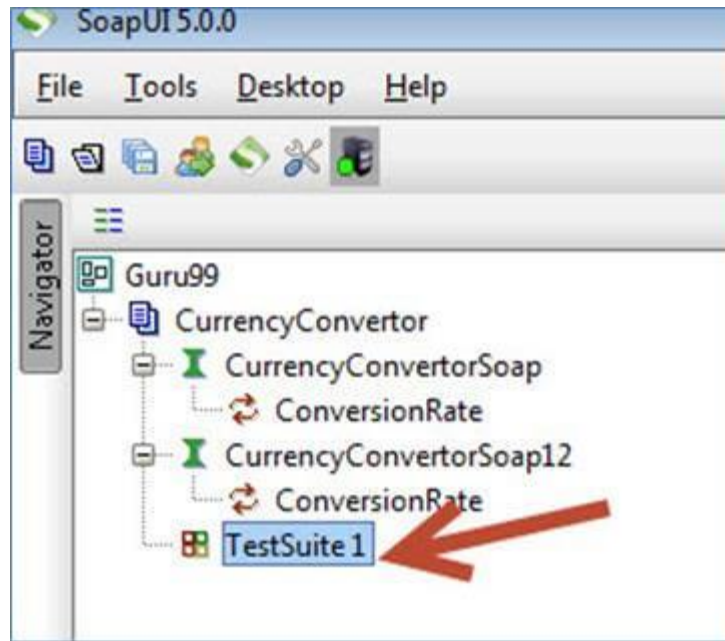 SoapUI 5.0.0
File Tools Desktop Help
Navigator
Guru99
CurrencyConvertor
CurrencyConvertorSoap
ConversionRate
CurrencyConvertorSoap12
ConversionRate
TestSuite 1